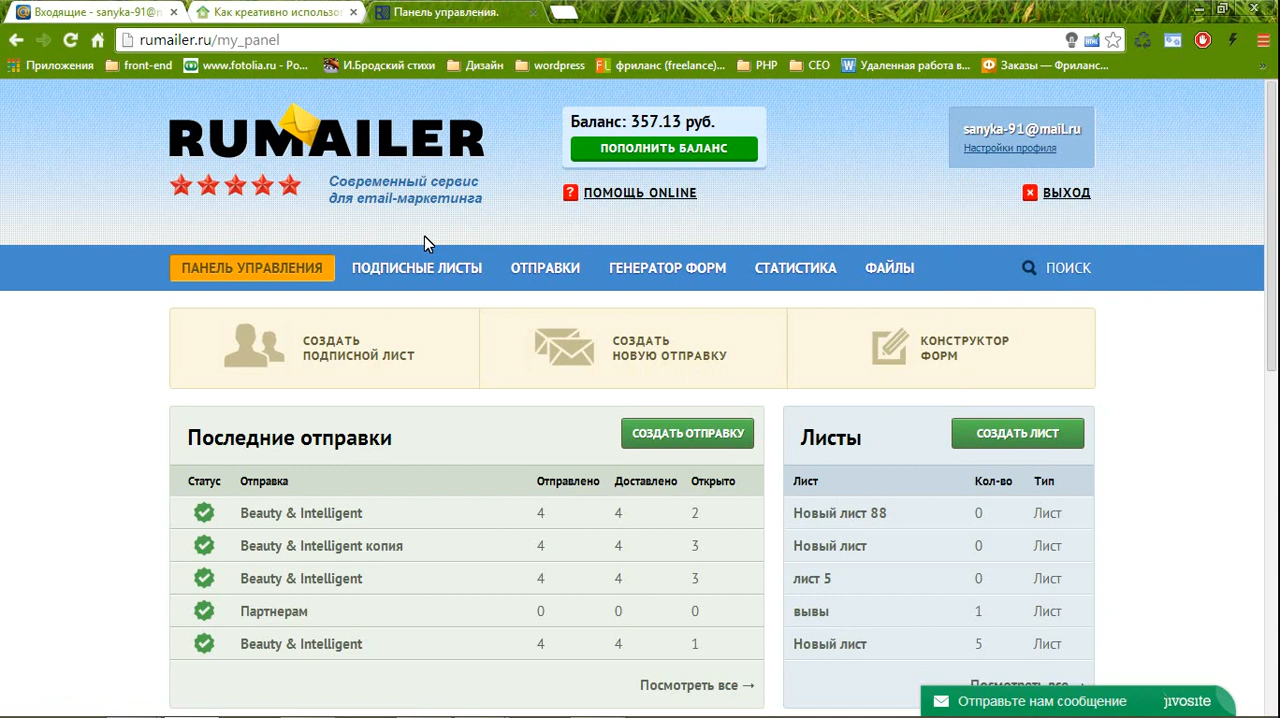 Входящие - sanyka-91@n
Как креативно использо
Панель управления.
rumailer.ru/my_panel
Приложения
front-end
www.fotolia.ru - Ро...
И.Бродский стихи
Дизайн
wordpress
фриланс (freelance)...
PHP
СЕО
Удаленная работа в...
Заказы — Фриланс...
»
RUMAILER
Современный сервис
для email-маркетинга
Баланс: 357.13 руб.
ПОПОЛНИТЬ БАЛАНС
? ПОМОЩЬ ONLINE
sanyka-91@mail.ru
Настройки профиля
ВЫХОД
ПАНЕЛЬ УПРАВЛЕНИЯ
ПОДПИСНЫЕ ЛИСТЫ
ОТПРАВКИ
ГЕНЕРАТОР ФОРМ
СТАТИСТИКА
ФАЙЛЫ
ПОИСК
СОЗДАТЬ
ПОДПИСНОЙ ЛИСТ
СОЗДАТЬ
НОВУЮ ОТПРАВКУ
КОНСТРУКТОР
ФОРМ
Последние отправки
СОЗДАТЬ ОТПРАВКУ
Статус Отправка Отправлено Доставлено Открыто
Beauty & Intelligent 4 4 2
Beauty & Intelligent копия 4 4 3
Beauty & Intelligent 4 4 3
Партнерам 0 0 0
Beauty & Intelligent 4 4 1
Посмотреть все →
Листы
СОЗДАТЬ ЛИСТ
Лист Кол-во Тип
Новый лист 88 0 Лист
Новый лист 0 Лист
лист 5 0 Лист
вывы 1 Лист
Новый лист 5 Лист
Посмотреть все →
Отправьте нам сообщение
jivosite